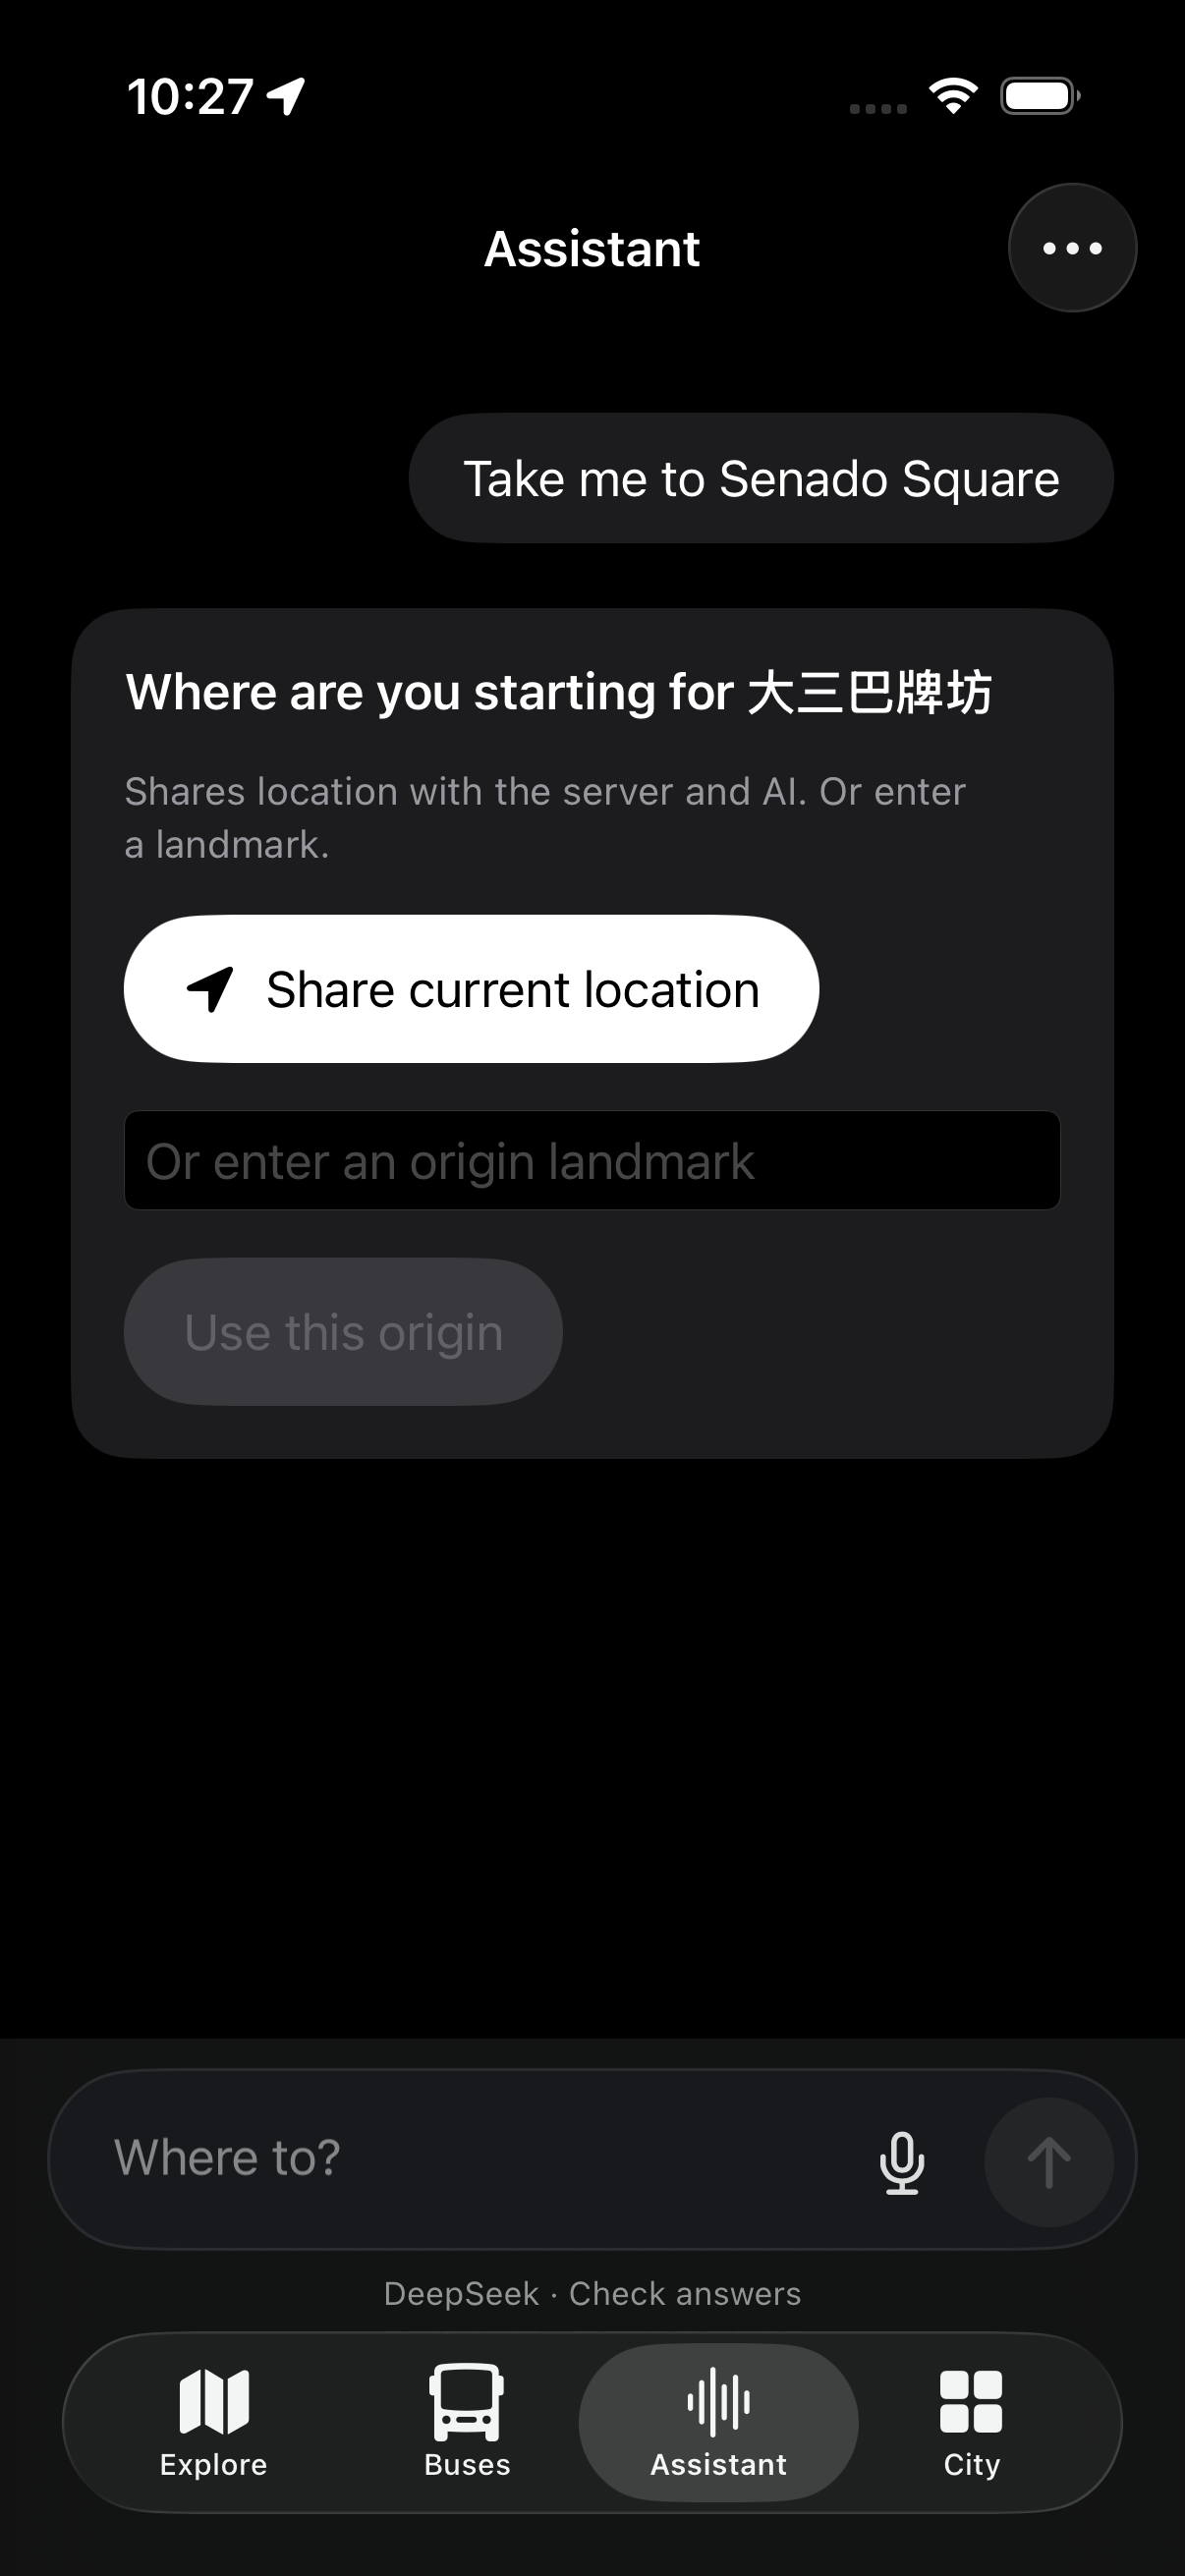 10:27
Assistant
Take me to Senado Square
Where are you starting for 大三巴牌坊
Shares location with the server and AI. Or enter
a landmark.
Share current location
Or enter an origin landmark
Use this origin
Where to?
DeepSeek · Check answers
Explore
Buses
Assistant
City